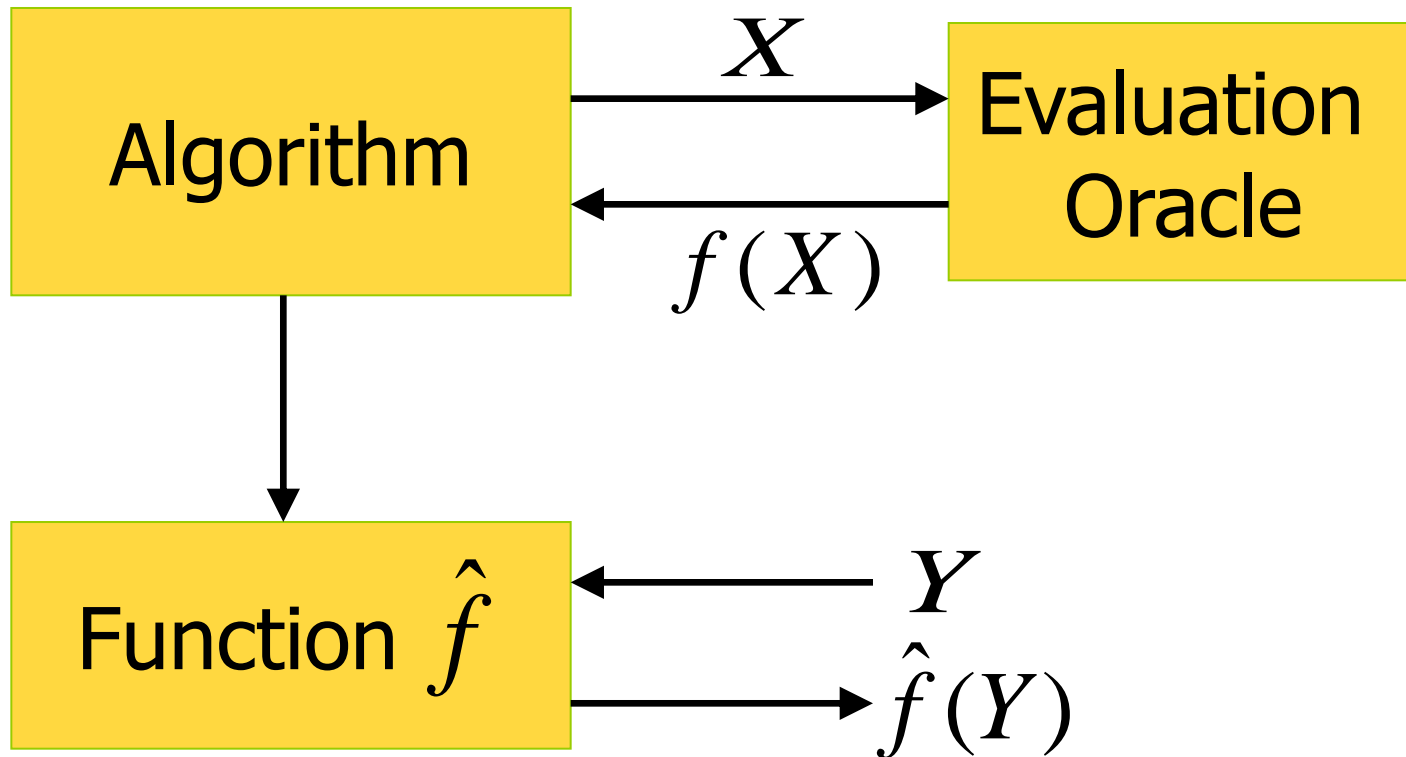 X
Algorithm
Evaluation
Oracle
f(X)
Function f̂
Y
f̂(Y)